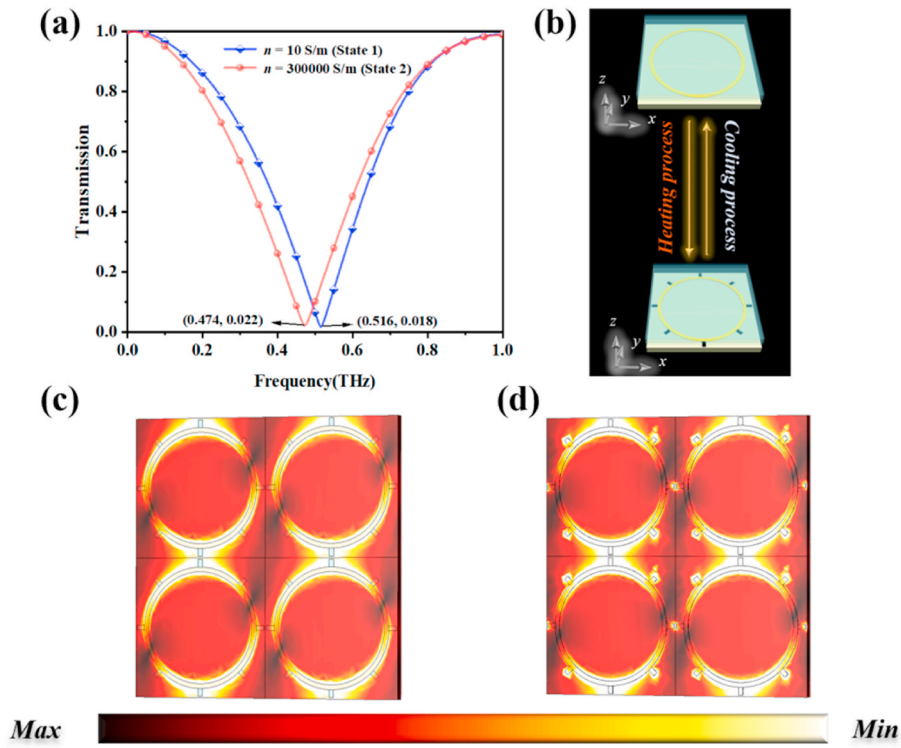 (a)
(b)
1.0
0.8
0.6
0.4
0.2
0.0
Transmission
n = 10 S/m (State 1)
n = 300000 S/m (State 2)
(0.474, 0.022)
(0.516, 0.018)
0.0 0.2 0.4 0.6 0.8 1.0
Frequency(THz)
z
y
x
Heating process
Cooling process
z
y
x
(c)
(d)
Max
Min